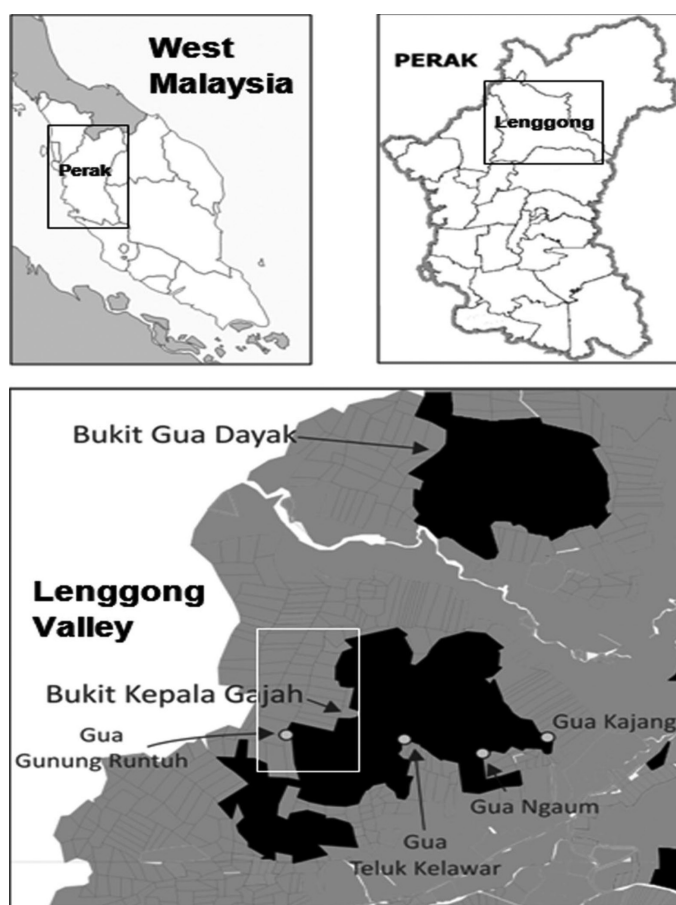 West
Malaysia
Perak
PERAK
Lenggong
Bukit Gua Dayak
Lenggong
Valley
Bukit Kepala Gajah
Gua
Gunung Runtuh
Gua Kajang
Gua Ngaum
Gua
Teluk Kelawar